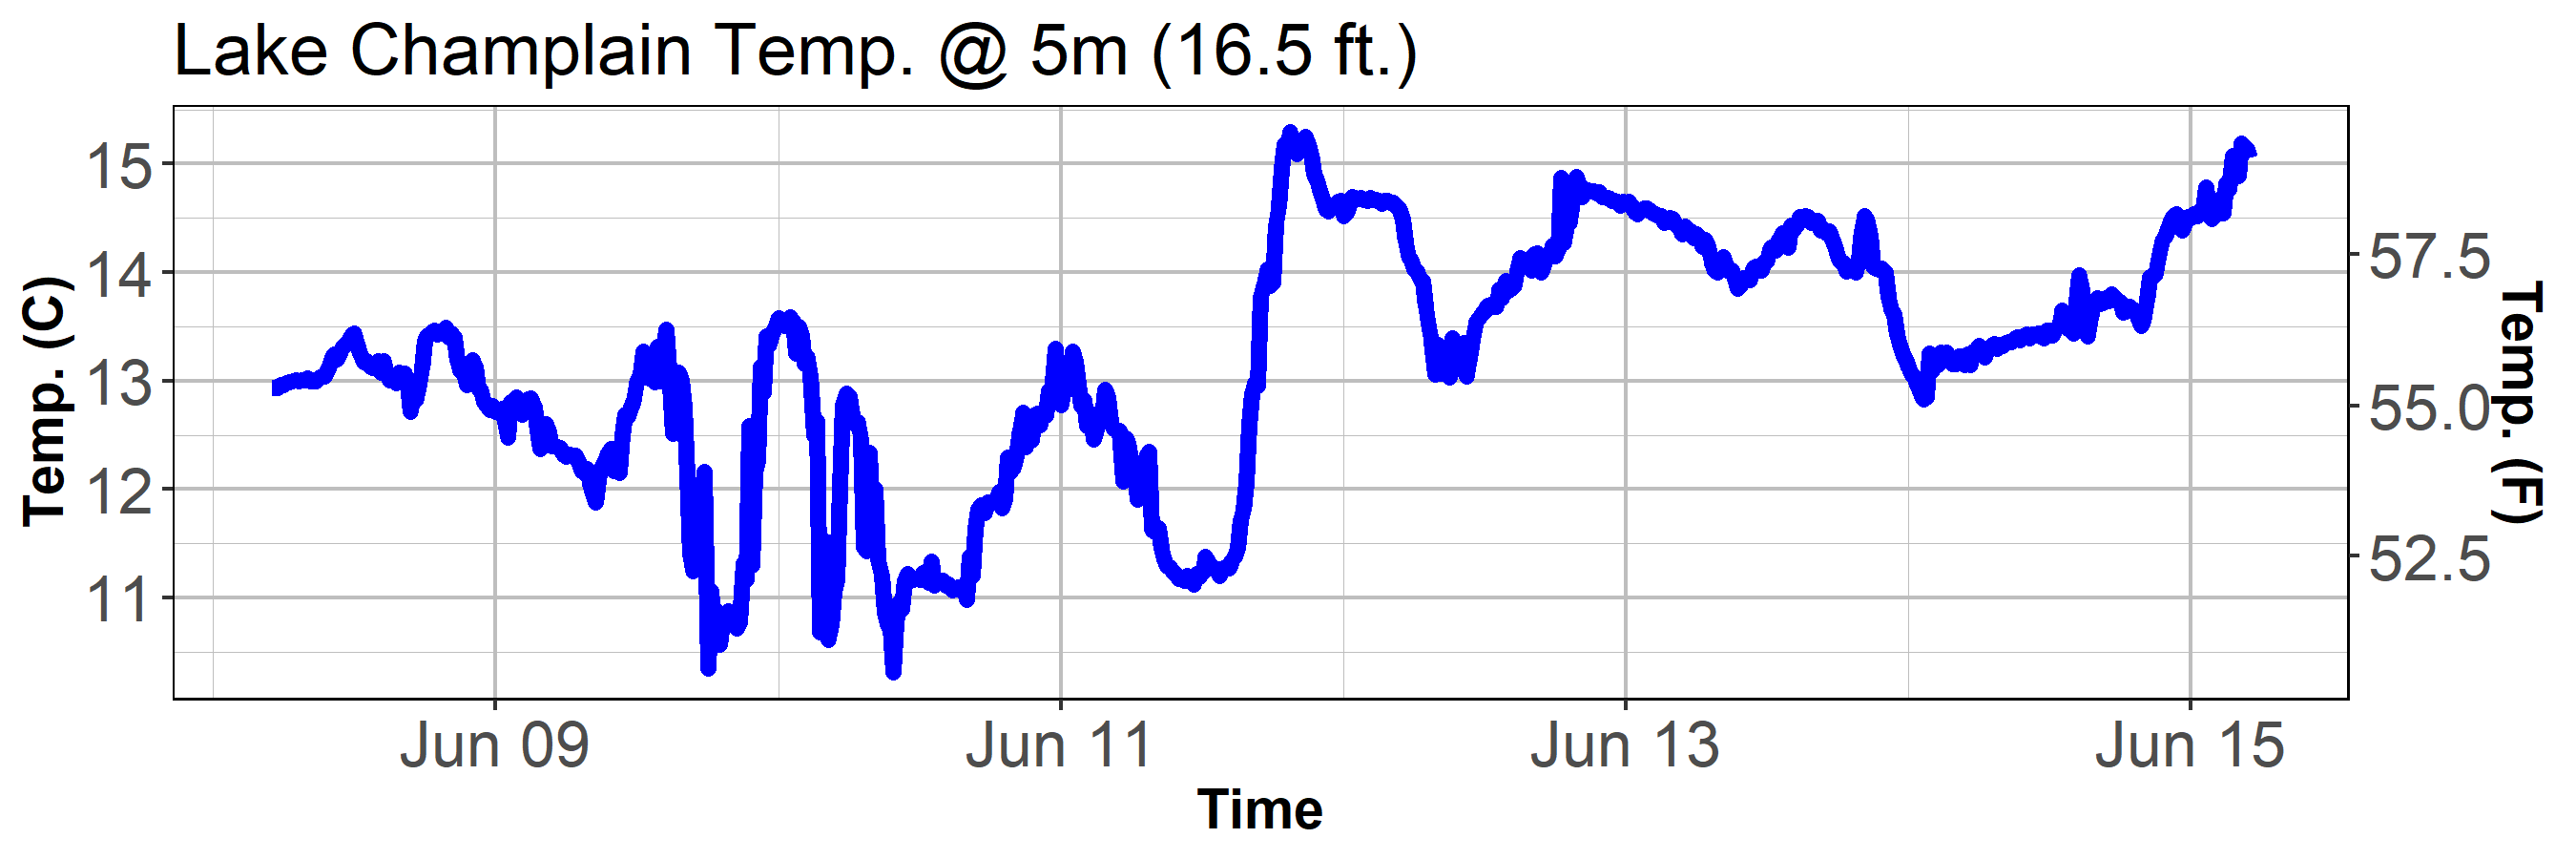 Lake Champlain Temp. @ 5m (16.5 ft.)
Temp. (C)
15
14
13
12
11
57.5
55.0
52.5
Temp. (F)
Jun 09
Jun 11
Jun 13
Jun 15
Time